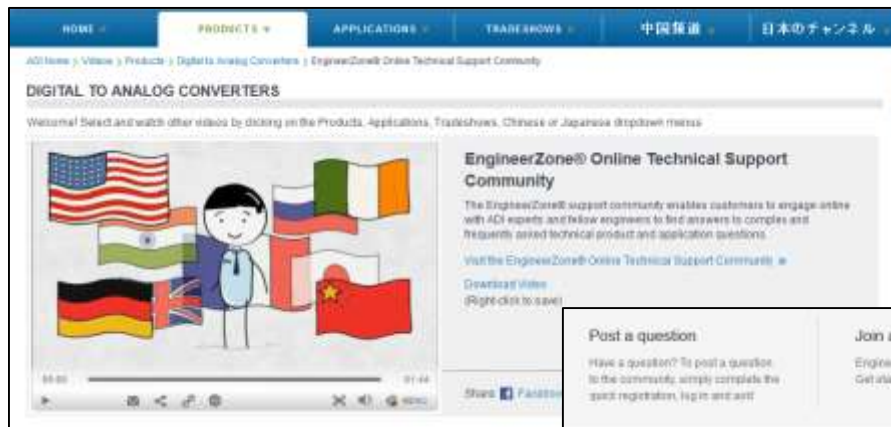 HOME
PRODUCTS
APPLICATIONS
TRADESHOWS
中国频道
日本のチャンネル
ADI Home > Videos > Products > Digital to Analog Converters > EngineerZone® Online Technical Support Community
DIGITAL TO ANALOG CONVERTERS
Welcome! Select and watch other videos by clicking on the Products, Applications, Tradeshows, Chinese or Japanese dropdown menus
EngineerZone® Online Technical Support
Community
The EngineerZone® support community enables customers to engage online
with ADI experts and fellow engineers to find answers to complex and
frequently asked technical product and application questions.
Visit the EngineerZone® Online Technical Support Community »
Download Video
(Right-click to save)
00:00
01:44
MENU
Share
Facebo
Post a question
Have a question? To post a question
to the community, simply complete the
quick registration, log in and ask!
Join a
Engine
Get sta